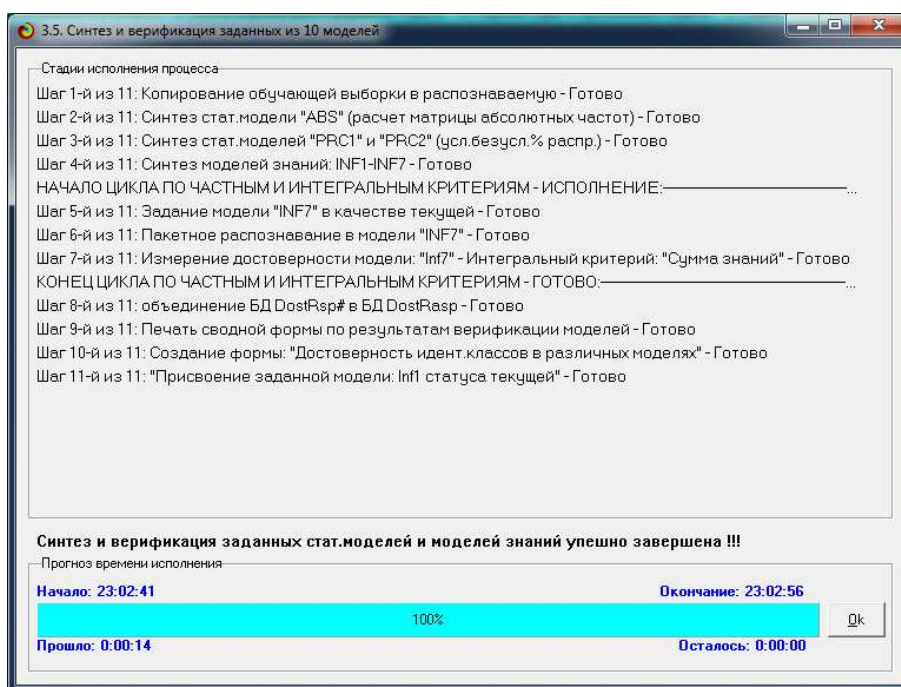 3.5. Синтез и верификация заданных из 10 моделей
Стадии исполнения процесса
Шаг 1-й из 11: Копирование обучающей выборки в распознаваемую - Готово
Шаг 2-й из 11: Синтез стат.модели "ABS" (расчет матрицы абсолютных частот) - Готово
Шаг 3-й из 11: Синтез стат.моделей "PRC1" и "PRC2" (усл.безусл.% распр.) - Готово
Шаг 4-й из 11: Синтез моделей знаний: INF1-INF7 - Готово
НАЧАЛО ЦИКЛА ПО ЧАСТНЫМ И ИНТЕГРАЛЬНЫМ КРИТЕРИЯМ - ИСПОЛНЕНИЕ:————————————...
Шаг 5-й из 11: Задание модели "INF7" в качестве текущей - Готово
Шаг 6-й из 11: Пакетное распознавание в модели "INF7" - Готово
Шаг 7-й из 11: Измерение достоверности модели: "Inf7" - Интегральный критерий: "Сумма знаний" - Готово
КОНЕЦ ЦИКЛА ПО ЧАСТНЫМ И ИНТЕГРАЛЬНЫМ КРИТЕРИЯМ - ГОТОВО:————————————...
Шаг 8-й из 11: объединение БД DostRsp# в БД DostRasp - Готово
Шаг 9-й из 11: Печать сводной формы по результатам верификации моделей - Готово
Шаг 10-й из 11: Создание формы: "Достоверность идент.классов в различных моделях" - Готово
Шаг 11-й из 11: "Присвоение заданной модели: Inf1 статуса текущей" - Готово
Синтез и верификация заданных стат.моделей и моделей знаний упешно завершена !!!
Прогноз времени исполнения
Начало: 23:02:41 Окончание: 23:02:56
100% Ok
Прошло: 0:00:14 Осталось: 0:00:00